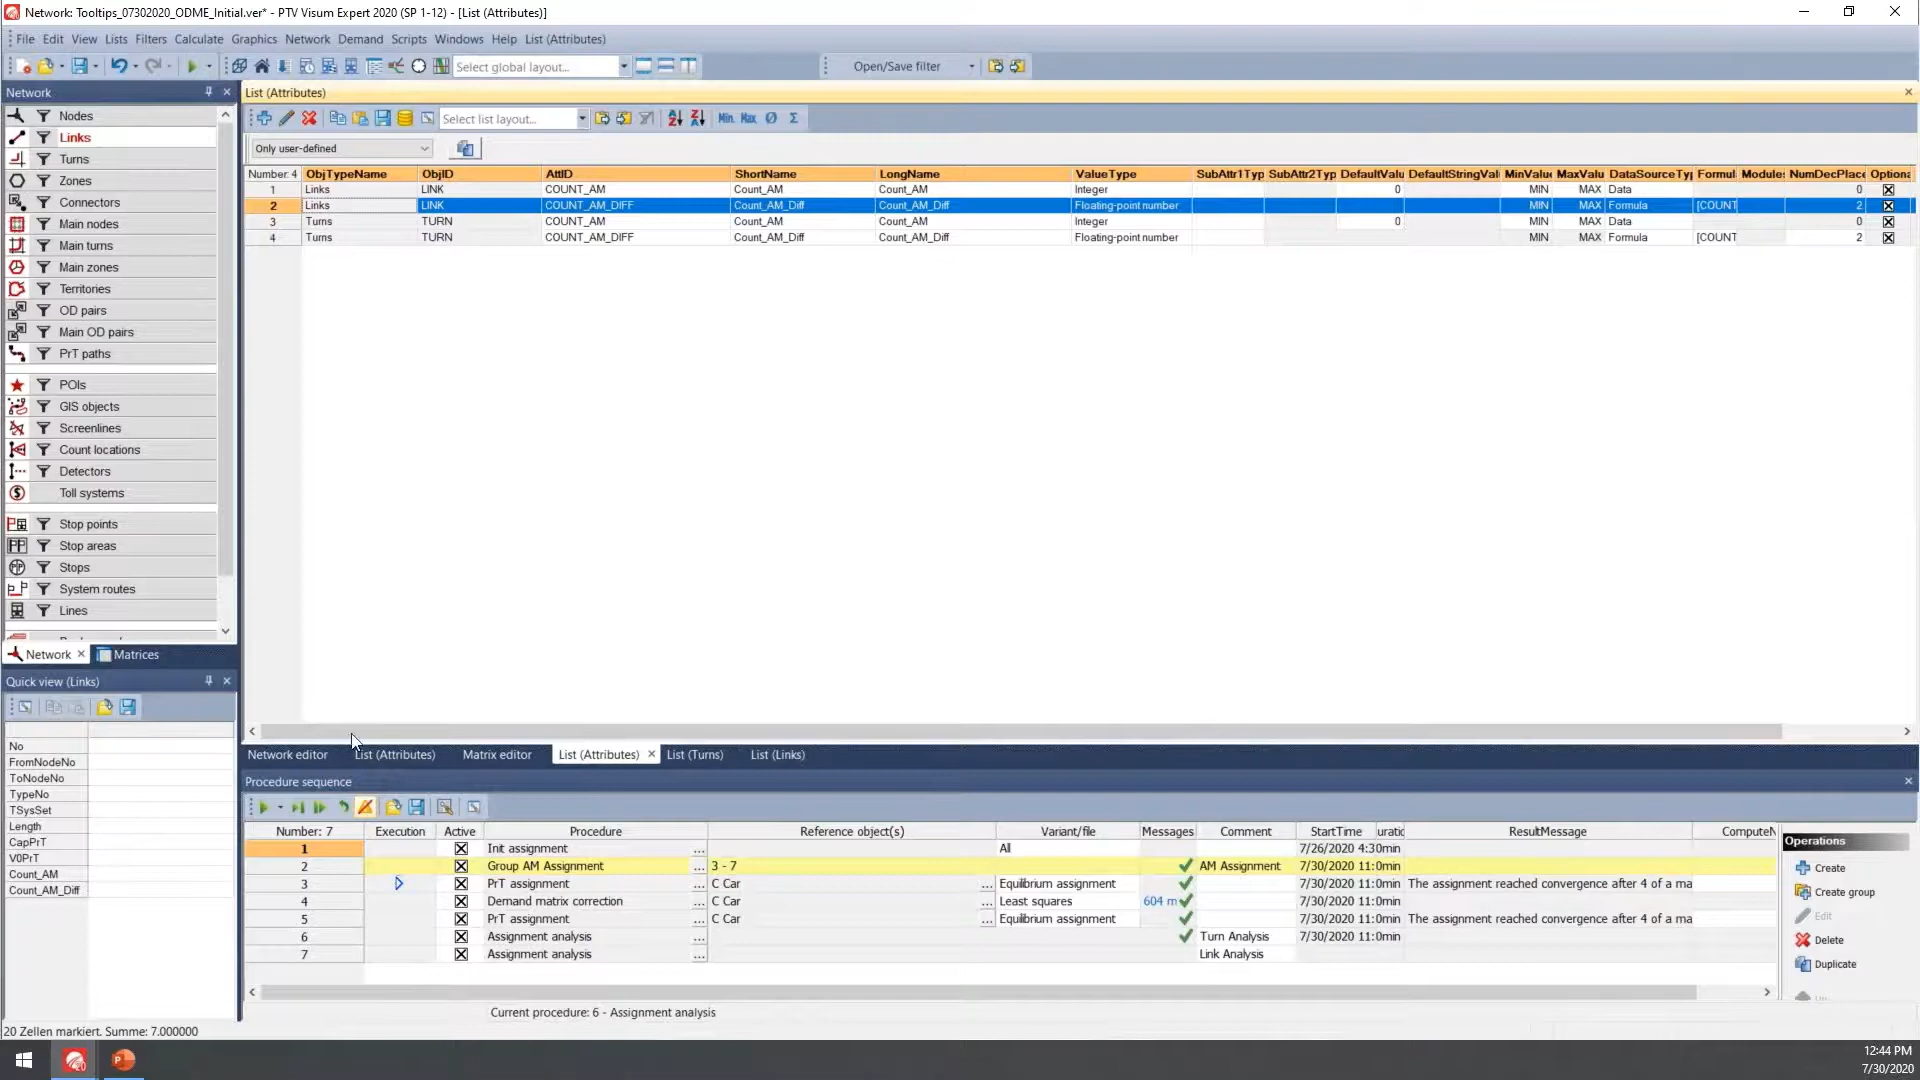 Network: Tooltips_07302020_ODME_Initial.ver* - PTV Visum Expert 2020 (SP 1-12) - [List (Attributes)]
File Edit View Lists Filters Calculate Graphics Network Demand Scripts Windows Help List (Attributes)
Select global layout... Open/Save filter
Network
Nodes
Links
Turns
Zones
Connectors
Main nodes
Main turns
Main zones
Territories
OD pairs
Main OD pairs
PrT paths
POIs
GIS objects
Screenlines
Count locations
Detectors
Toll systems
Stop points
Stop areas
Stops
System routes
Lines
Network Matrices
Quick view (Links)
No
FromNodeNo
ToNodeNo
TypeNo
TSysSet
Length
CapPrT
V0PrT
Count_AM
Count_AM_Diff
20 Zellen markiert. Summe: 7.000000
List (Attributes)
Select list layout... Min. Max Ø Σ
Only user-defined
Number: 4 ObjTypeName ObjID AttID ShortName LongName ValueType SubAttr1Typ SubAttr2Typ DefaultValu DefaultStringVal MinValue MaxValu DataSourceTy Formul Module NumDecPlace Optiona
1 Links LINK COUNT_AM Count_AM Count_AM Integer 0 MIN MAX Data 0
2 Links LINK COUNT_AM_DIFF Count_AM_Diff Count_AM_Diff Floating-point number MIN MAX Formula [COUNT 2
3 Turns TURN COUNT_AM Count_AM Count_AM Integer 0 MIN MAX Data 0
4 Turns TURN COUNT_AM_DIFF Count_AM_Diff Count_AM_Diff Floating-point number MIN MAX Formula [COUNT 2
Network editor List (Attributes) Matrix editor List (Attributes) List (Turns) List (Links)
Procedure sequence
Number: 7 Execution Active Procedure Reference object(s) Variant/file Messages Comment StartTime uratio ResultMessage ComputeN
1 Init assignment ... All 7/26/2020 4:30min
2 Group AM Assignment ... 3 - 7 AM Assignment 7/30/2020 11:0min
3 PrT assignment ... C Car ... Equilibrium assignment 7/30/2020 11:0min The assignment reached convergence after 4 of a ma
4 Demand matrix correction ... C Car ... Least squares 604 m 7/30/2020 11:0min
5 PrT assignment ... C Car ... Equilibrium assignment 7/30/2020 11:0min The assignment reached convergence after 4 of a ma
6 Assignment analysis ... Turn Analysis 7/30/2020 11:0min
7 Assignment analysis ... Link Analysis
Current procedure: 6 - Assignment analysis
Operations
Create
Create group
Edit
Delete
Duplicate
12:44 PM
7/30/2020